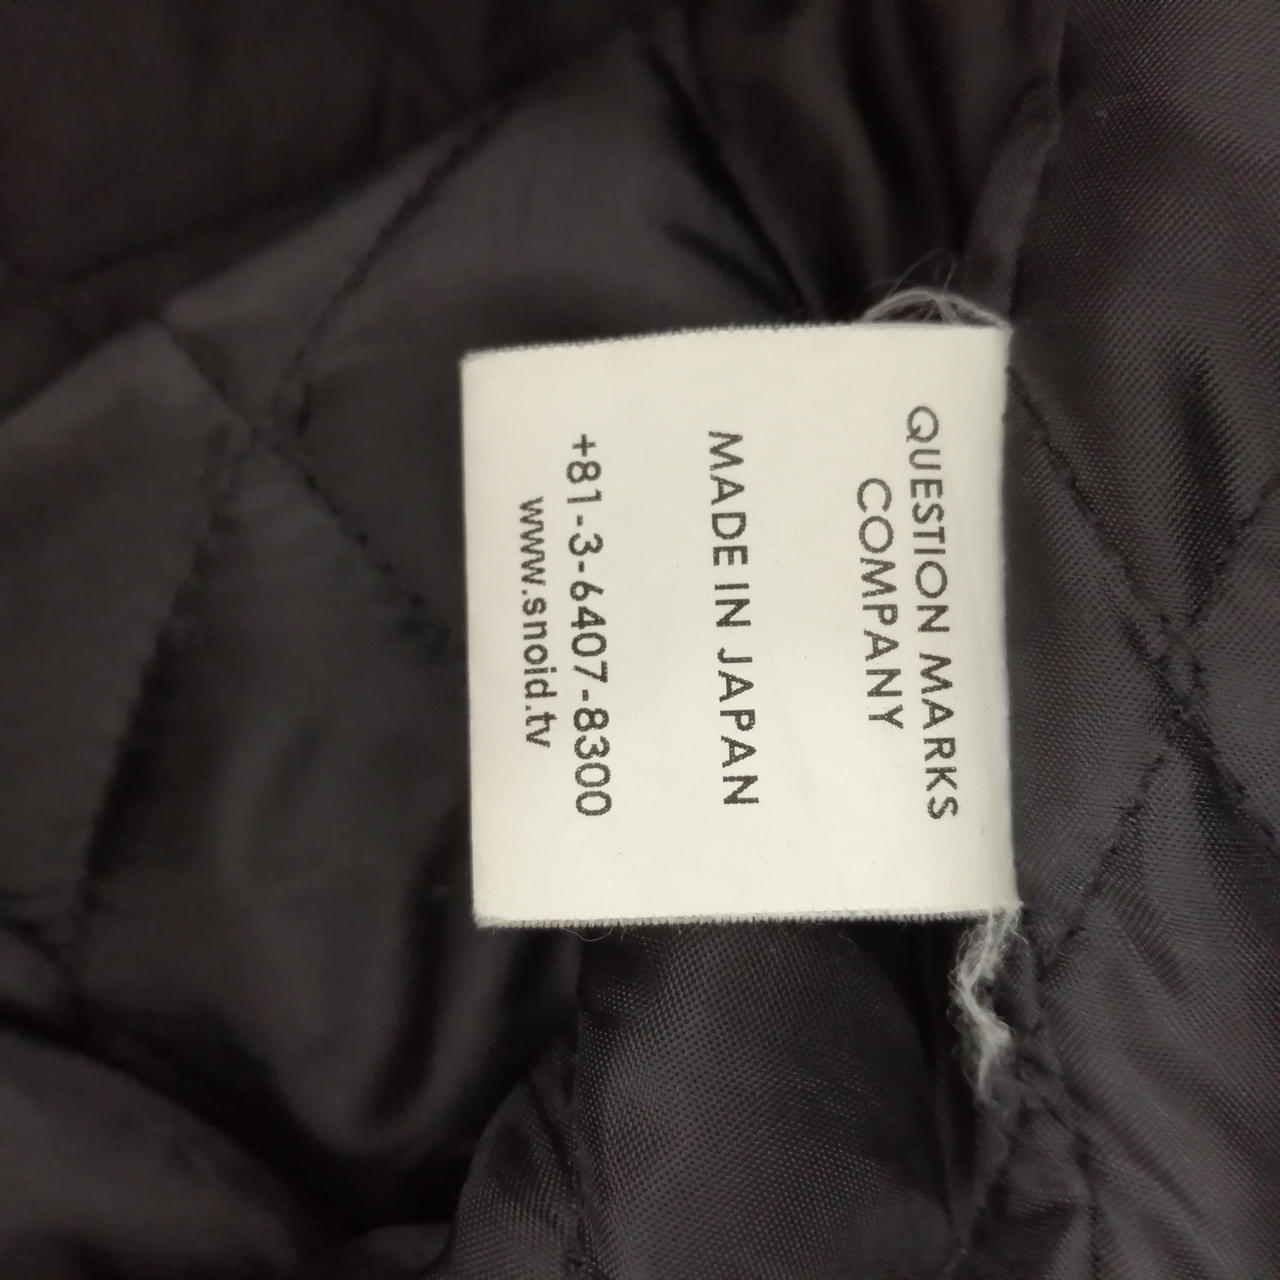 QUESTION MARKS
COMPANY
MADE IN JAPAN
+81-3-6407-8300
www.snoid.tv